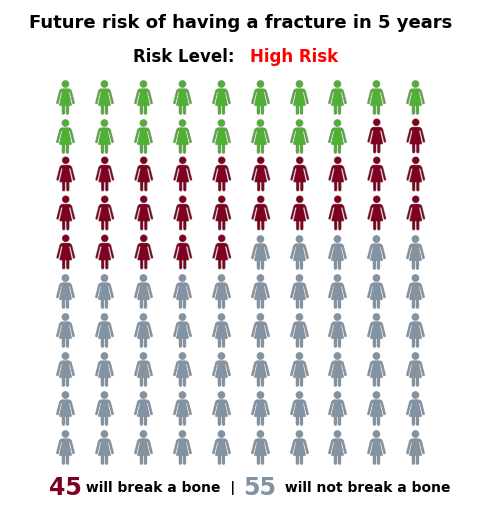 Future risk of having a fracture in 5 years
Risk Level: High Risk
45 will break a bone | 55 will not break a bone